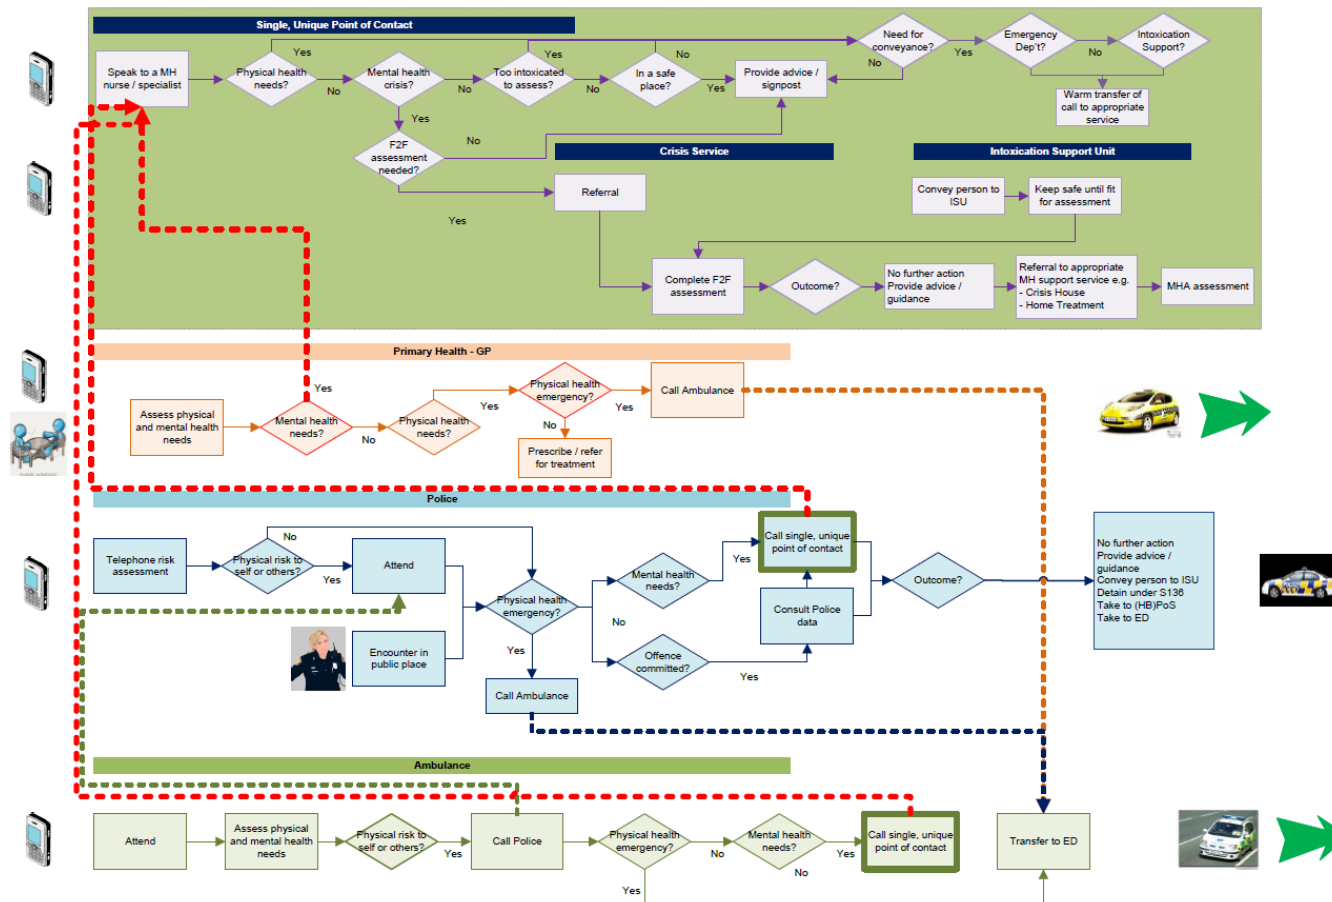 Single, Unique Point of Contact
Speak to a MH
nurse / specialist
Physical health
needs?
Yes
No
Mental health
crisis?
No
Yes
Too intoxicated
to assess?
Yes
No
In a safe
place?
No
Yes
Provide advice /
signpost
Need for
conveyance?
Yes
No
Emergency
Dep't?
No
Intoxication
Support?
Warm transfer of
call to appropriate
service
F2F
assessment
needed?
No
Yes
Crisis Service
Referral
Complete F2F
assessment
Outcome?
No further action
Provide advice /
guidance
Referral to appropriate
MH support service e.g.
- Crisis House
- Home Treatment
MHA assessment
Intoxication Support Unit
Convey person to
ISU
Keep safe until fit
for assessment
Primary Health - GP
Assess physical
and mental health
needs
Mental health
needs?
Yes
No
Physical health
needs?
Yes
Physical health
emergency?
Yes
No
Call Ambulance
Prescribe / refer
for treatment
Police
Telephone risk
assessment
Physical risk to
self or others?
No
Yes
Attend
Encounter in
public place
Physical health
emergency?
No
Yes
Call Ambulance
Mental health
needs?
Yes
Offence
committed?
Yes
Call single, unique
point of contact
Consult Police
data
Outcome?
No further action
Provide advice /
guidance
Convey person to ISU
Detain under S136
Take to (HB)PoS
Take to ED
Ambulance
Attend
Assess physical
and mental health
needs
Physical risk to
self or others?
Yes
Call Police
Physical health
emergency?
No
Yes
Mental health
needs?
Yes
No
Call single, unique
point of contact
Transfer to ED